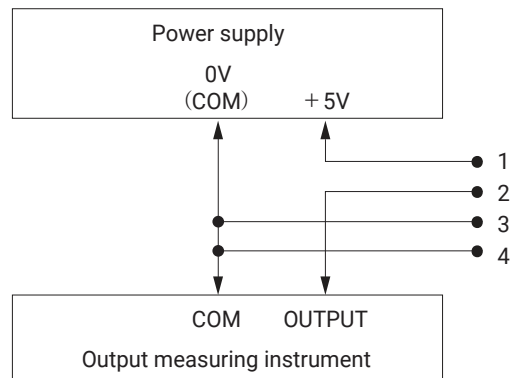 Power supply
0V
(COM) +5V
1
2
3
4
COM OUTPUT
Output measuring instrument